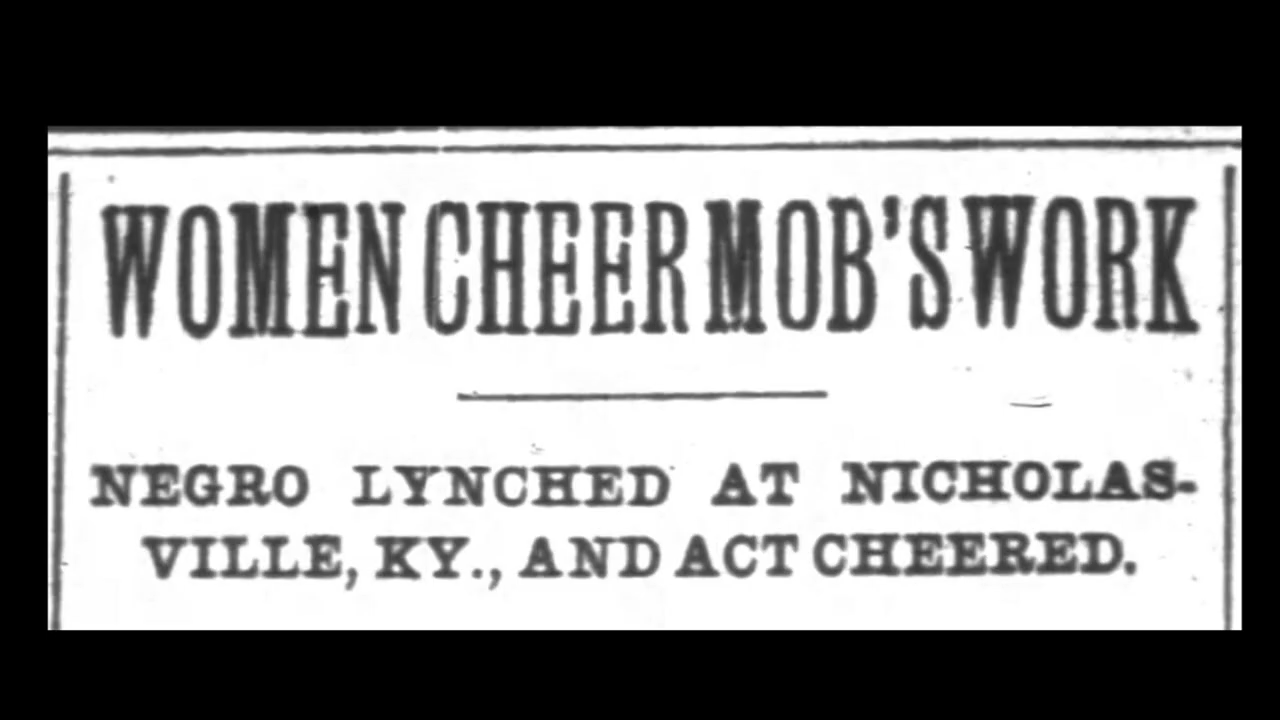 WOMEN CHEER MOB'S WORK
NEGRO LYNCHED AT NICHOLAS-
VILLE, KY., AND ACT CHEERED.